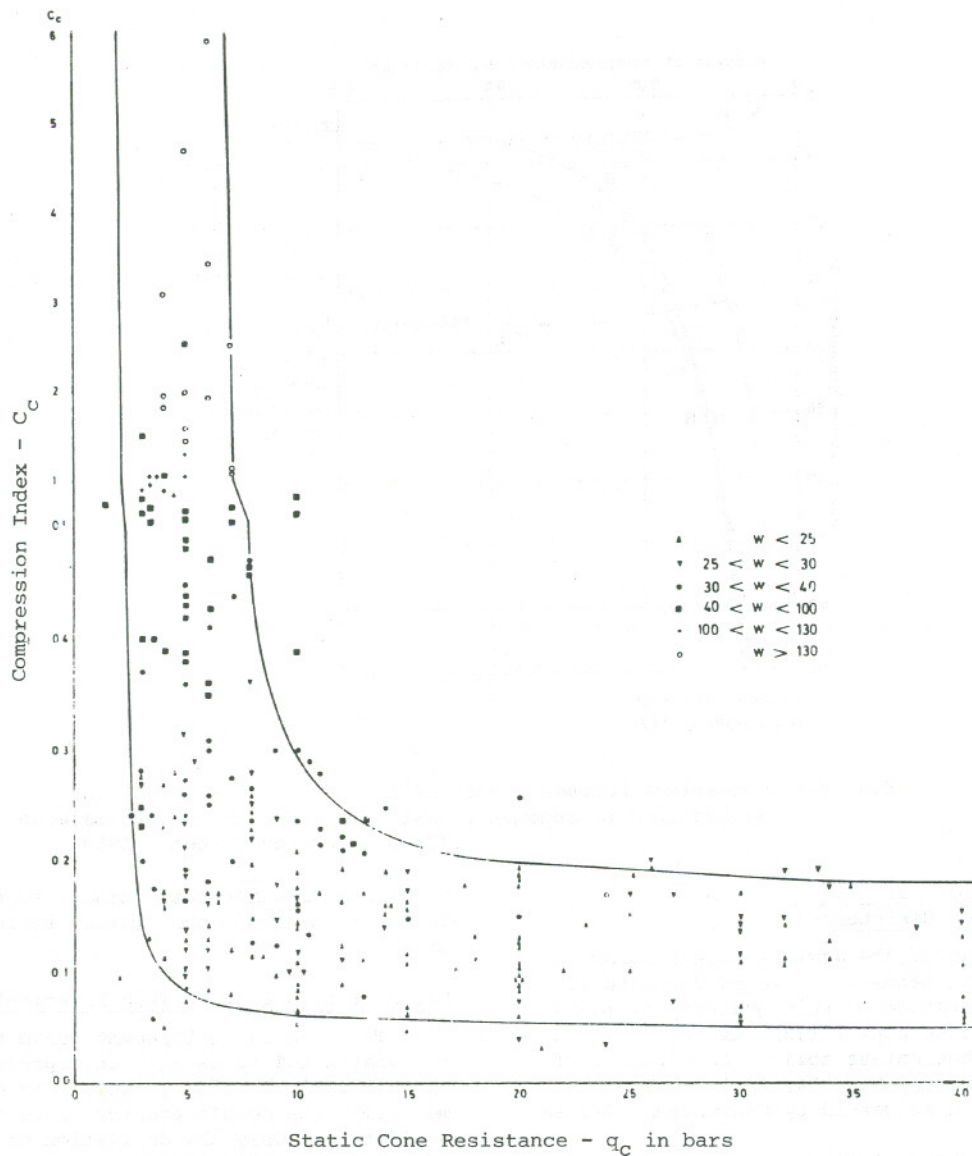 Cc
6
5
4
3
2
1
0.4
0.3
0.2
0.1
0.0
Compression Index - Cc
W < 25
25 < W < 30
30 < W < 40
40 < W < 100
100 < W < 130
W > 130
0 5 10 15 20 25 30 35 40
Static Cone Resistance - qc in bars